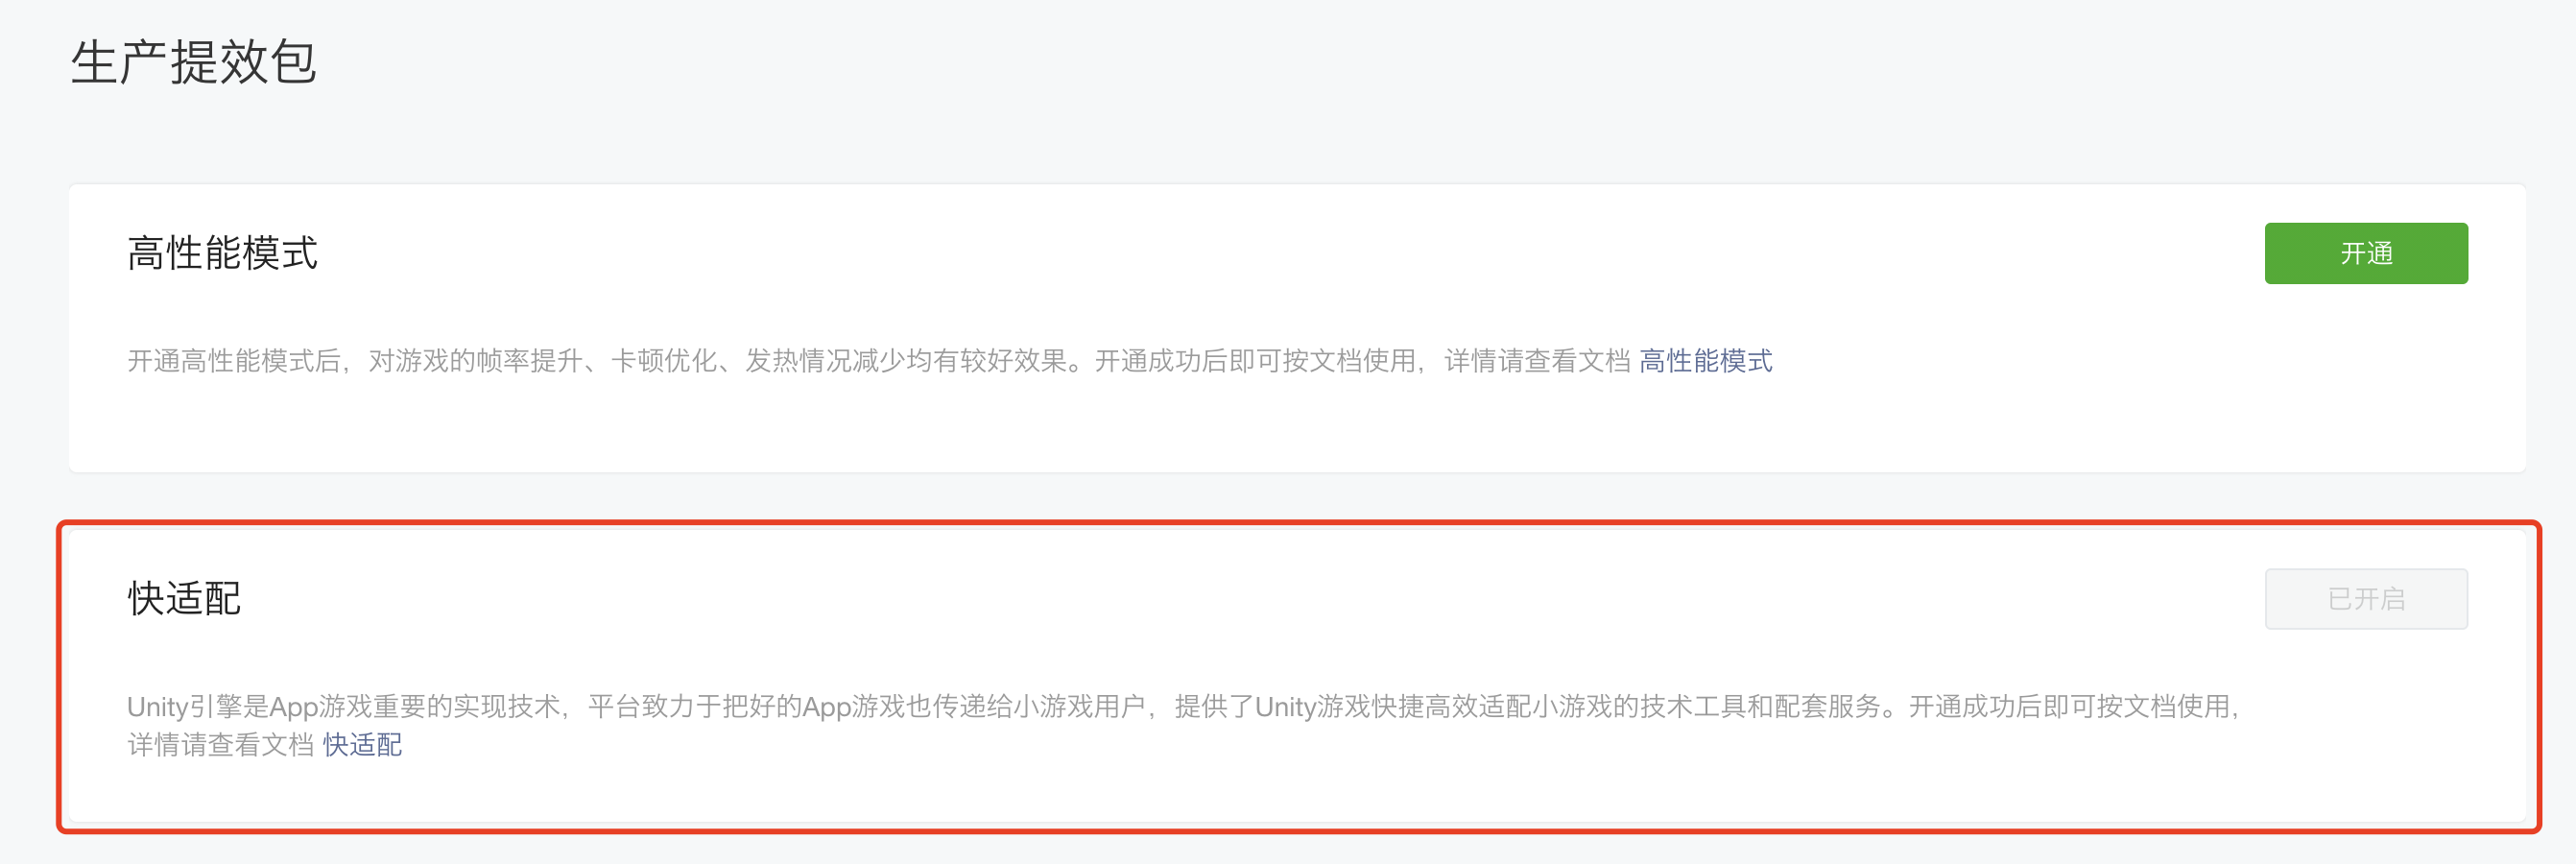 生产提效包
高性能模式
开通
开通高性能模式后，对游戏的帧率提升、卡顿优化、发热情况减少均有较好效果。开通成功后即可按文档使用，详情请查看文档 高性能模式
快适配
已开启
Unity引擎是App游戏重要的实现技术，平台致力于把好的App游戏也传递给小游戏用户，提供了Unity游戏快捷高效适配小游戏的技术工具和配套服务。开通成功后即可按文档使用，
详情请查看文档 快适配